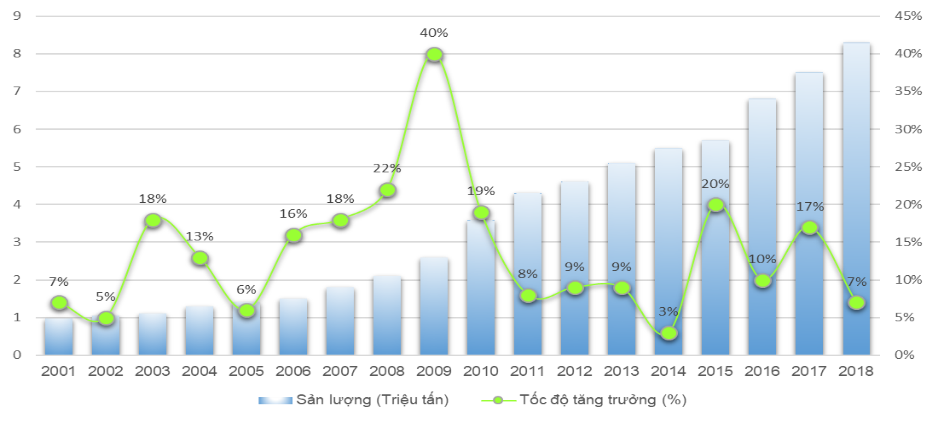 9 45%
8 40% 40%
7 35%
6 30%
5 25%
4 18% 16% 18% 22% 19% 20% 17% 20%
3 13% 15%
2 7% 5% 6% 8% 9% 9% 10% 7% 10%
1 3% 5%
0 0%
2001 2002 2003 2004 2005 2006 2007 2008 2009 2010 2011 2012 2013 2014 2015 2016 2017 2018
Sản lượng (Triệu tấn) Tốc độ tăng trưởng (%)